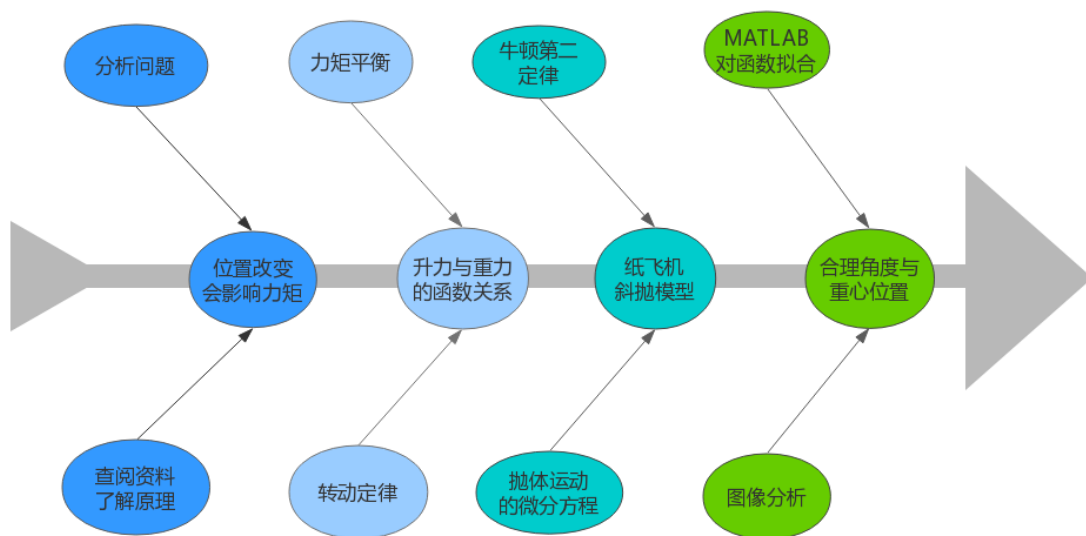 分析问题
力矩平衡
牛顿第二
定律
MATLAB
对函数拟合
位置改变
会影响力矩
升力与重力
的函数关系
纸飞机
斜抛模型
合理角度与
重心位置
查阅资料
了解原理
转动定律
抛体运动
的微分方程
图像分析